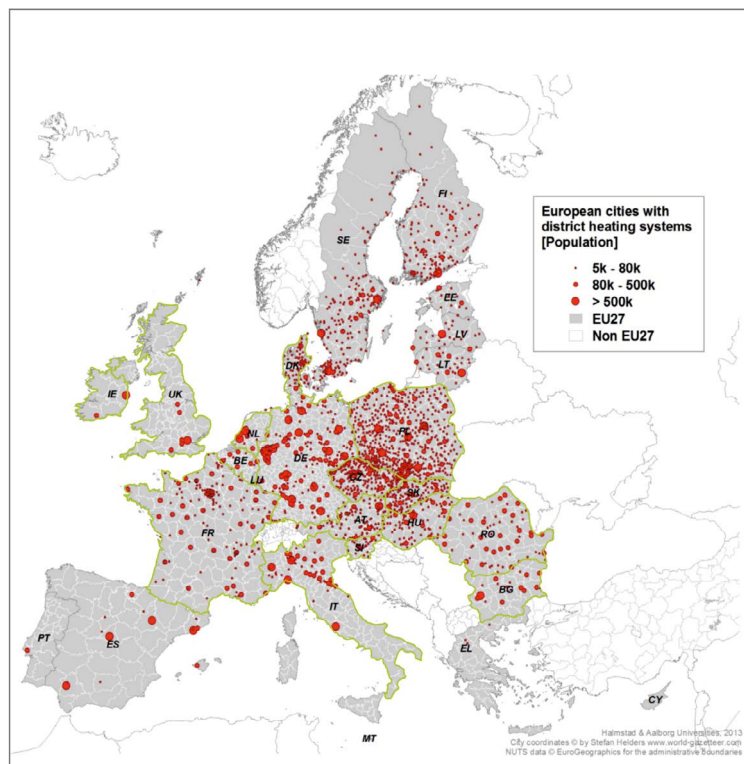 FI
SE
European cities with
district heating systems
[Population]
5k - 80k
80k - 500k
> 500k
EU27
Non EU27
EE
LV
LT
DK
IE
UK
NL
PL
BE
DE
LU
CZ
SK
AT
HU
FR
SI
RO
BG
IT
PT
ES
EL
CY
MT
Halmstad & Aalborg Universities, 2013
City coordinates © by Stefan Helders www.world-gazetteer.com
NUTS data © EuroGeographics for the administrative boundaries